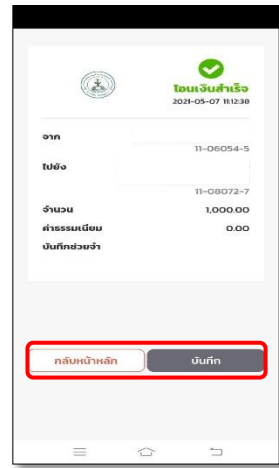 โอนเงินสำเร็จ
2021-05-07 11:12:38
จาก
11-06054-5
ไปยัง
11-08072-7
จำนวน 1,000.00
ค่าธรรมเนียม 0.00
บันทึกช่วยจำ
กลับหน้าหลัก บันทึก